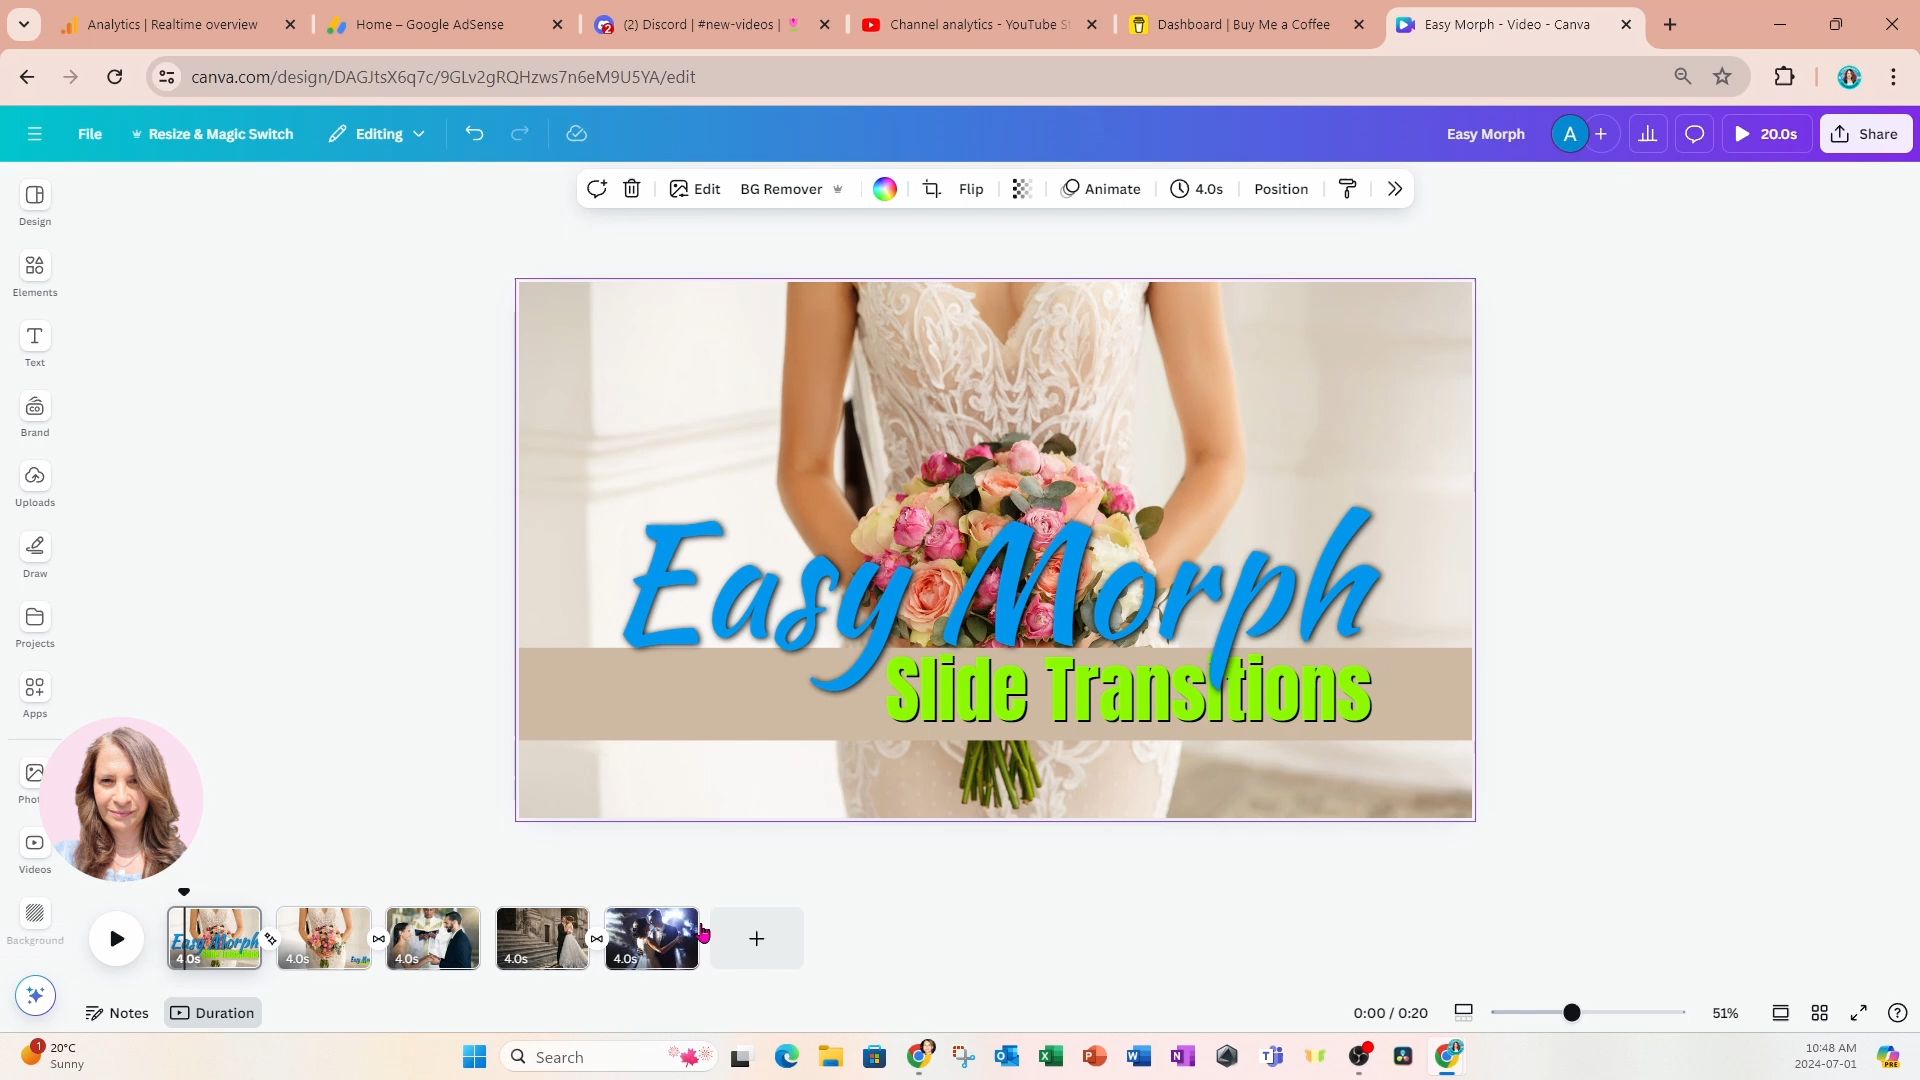 Analytics | Realtime overview
Home – Google AdSense
(2) Discord | #new-videos |
Channel analytics - YouTube St
Dashboard | Buy Me a Coffee
Easy Morph - Video - Canva
canva.com/design/DAGJtsX6q7c/9GLv2gRQHzws7n6eM9U5YA/edit
File
Resize & Magic Switch
Editing
Easy Morph
A
20.0s
Share
Edit
BG Remover
Flip
Animate
4.0s
Position
Design
Elements
Text
Brand
Uploads
Draw
Projects
Apps
Videos
Background
Easy Morph
Slide Transitions
4.0s
4.0s
4.0s
4.0s
4.0s
Notes
Duration
0:00 / 0:20
51%
20°C
Sunny
Search
10:48 AM
2024-07-01